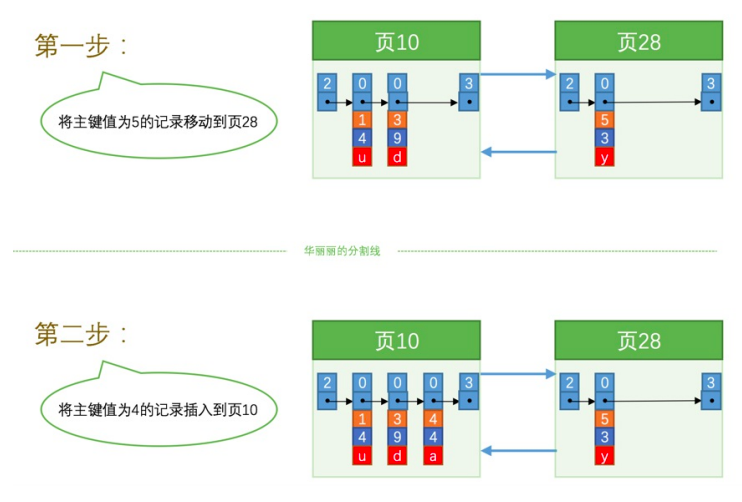 第一步：
页10
页28
将主键值为5的记录移动到页28
2 0 0 3
1 3
4 9
u d
2 0 3
5
3
y
华丽丽的分割线
第二步：
页10
页28
将主键值为4的记录插入到页10
2 0 0 0 3
1 3 4
4 9 4
u d a
2 0 3
5
3
y